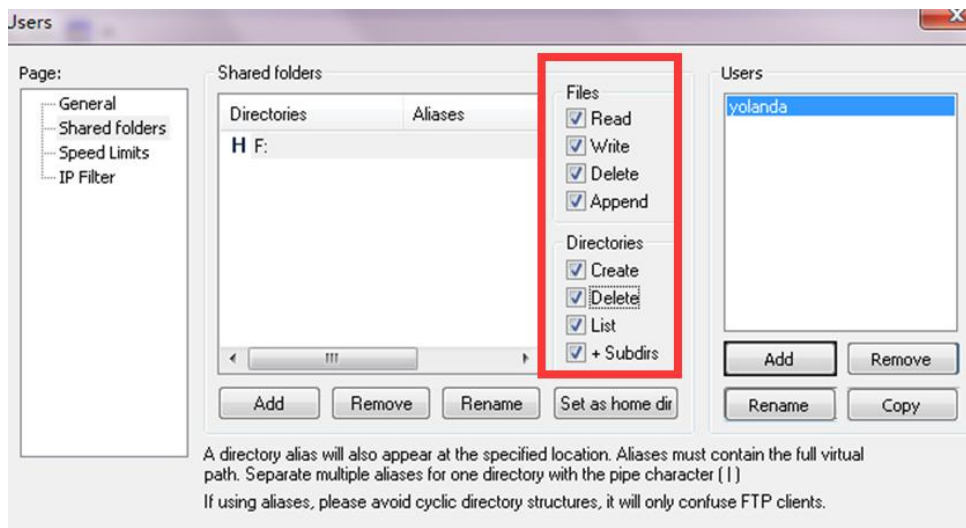 Users
Page:
General
Shared folders
Speed Limits
IP Filter
Shared folders
Directories Aliases
H F:
Files
Read
Write
Delete
Append
Directories
Create
Delete
List
+ Subdirs
Add Remove Rename Set as home dir
Users
yolanda
Add Remove
Rename Copy
A directory alias will also appear at the specified location. Aliases must contain the full virtual
path. Separate multiple aliases for one directory with the pipe character ( | )
If using aliases, please avoid cyclic directory structures, it will only confuse FTP clients.